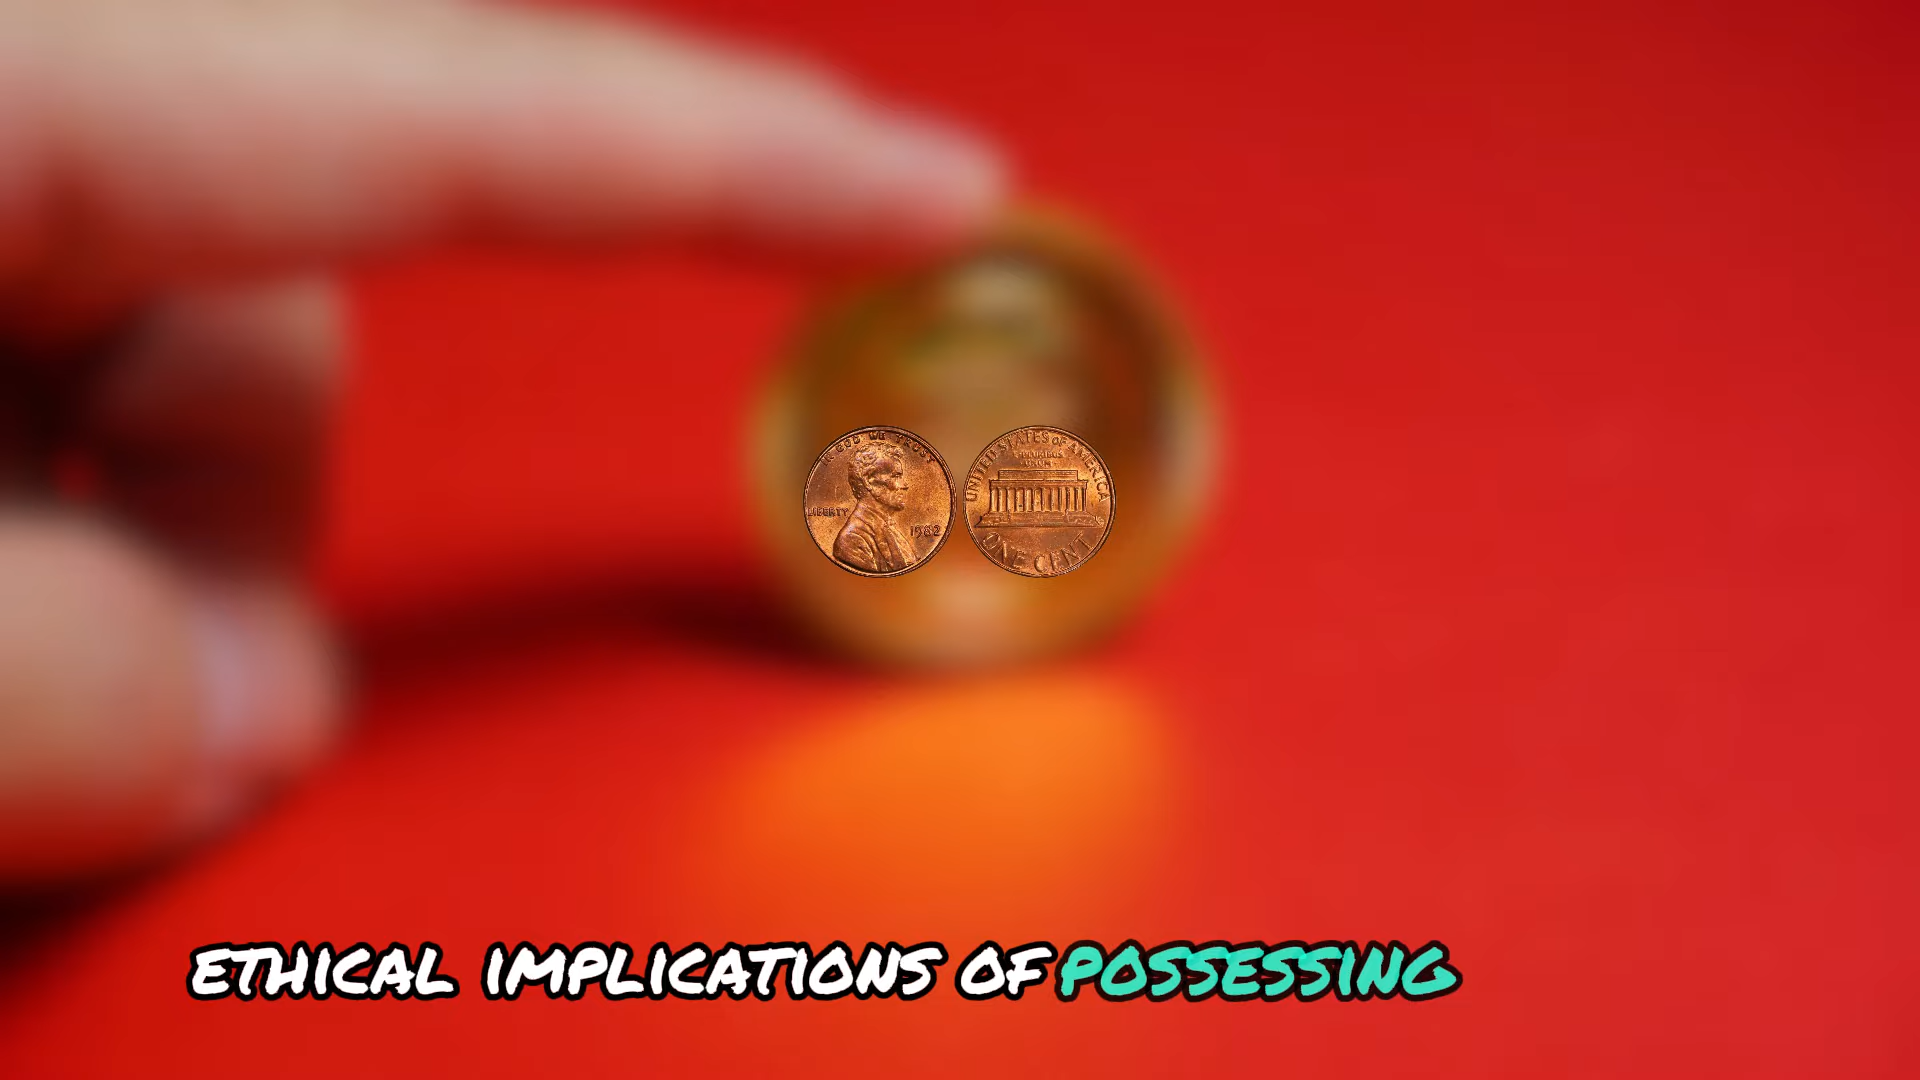 IN GOD WE TRUST
LIBERTY
1982
UNITED STATES OF AMERICA
E PLURIBUS
UNUM
ONE CENT
ETHICAL IMPLICATIONS OF POSSESSING